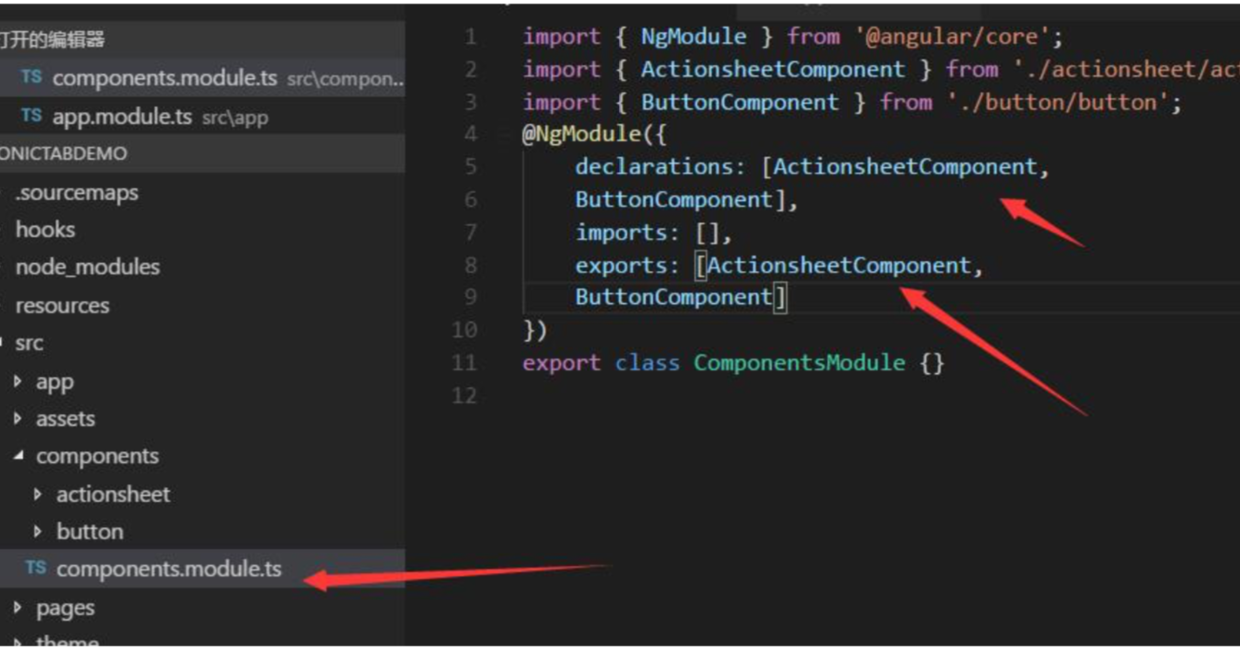 打开的编辑器
TS components.module.ts src\compon...
TS app.module.ts src\app
ONICTABDEMO
.sourcemaps
hooks
node_modules
resources
src
app
assets
components
actionsheet
button
TS components.module.ts
pages
theme
1 import { NgModule } from '@angular/core';
2 import { ActionsheetComponent } from './actionsheet/act
3 import { ButtonComponent } from './button/button';
4 @NgModule({
5 declarations: [ActionsheetComponent,
6 ButtonComponent],
7 imports: [],
8 exports: [ActionsheetComponent,
9 ButtonComponent]
10 })
11 export class ComponentsModule {}
12